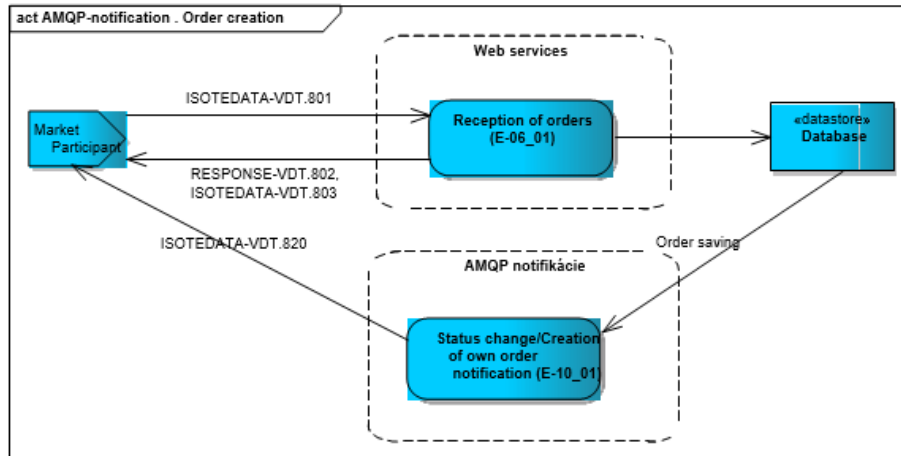 act AMQP-notification . Order creation
Web services
ISOTEDATA-VDT.801
Market
Participant
Reception of orders
(E-06_01)
«datastore»
Database
RESPONSE-VDT.802,
ISOTEDATA-VDT.803
ISOTEDATA-VDT.820
Order saving
AMQP notifikácie
Status change/Creation
of own order
notification (E-10_01)